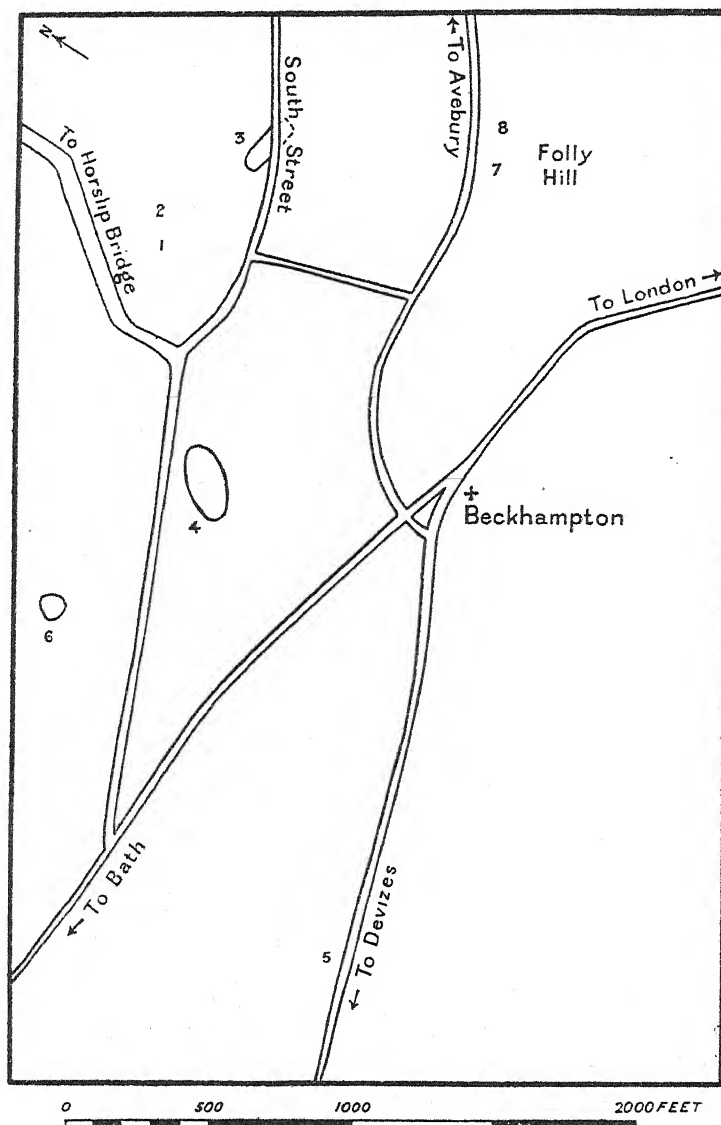 N
To Horslip Bridge
South Street
To Avebury
3
8
7
Folly
Hill
2
1
To London
4
Beckhampton
6
To Bath
5
To Devizes
0 500 1000 2000 FEET